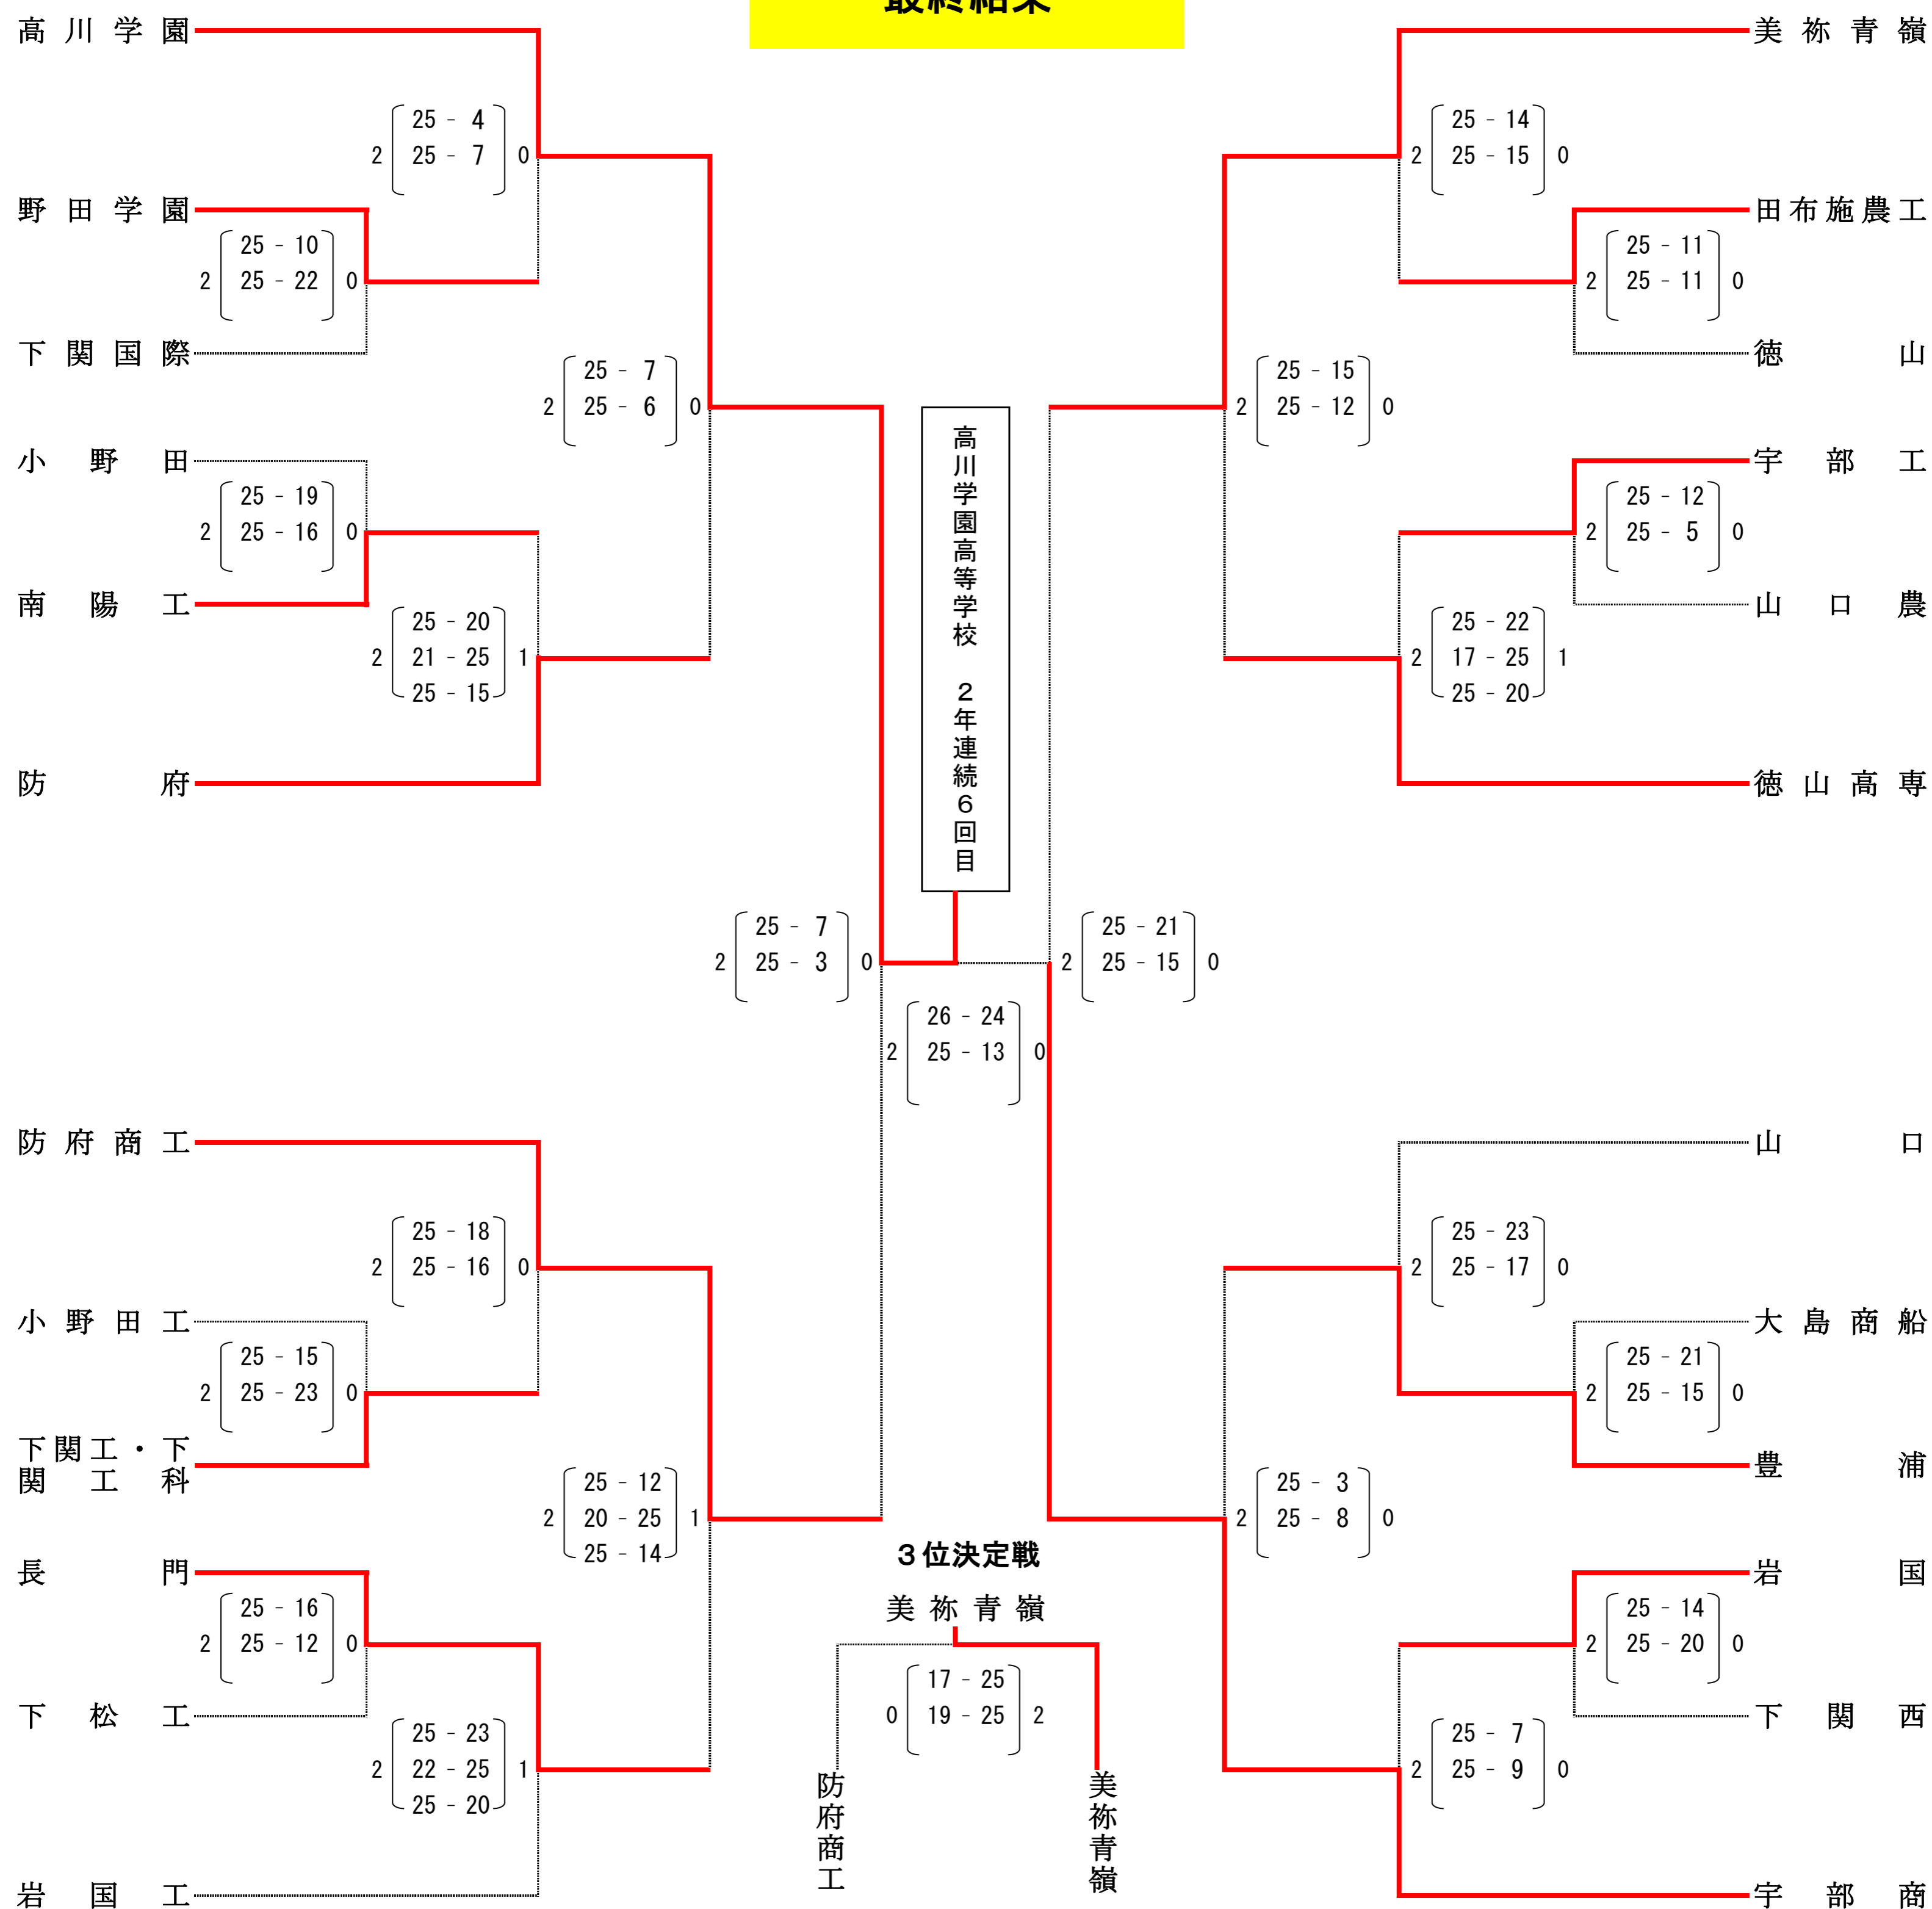 最終結果
高川学園
2 25 - 4 0
25 - 7
野田学園
2 25 - 10 0
25 - 22
下関国際
2 25 - 7 0
25 - 6
小野田
2 25 - 19 0
25 - 16
南陽工
2 25 - 20 1
21 - 25
25 - 15
防府
高川学園高等学校 2年連続6回目
2 25 - 7 0
25 - 3
2 26 - 24 0
25 - 13
2 25 - 21 0
25 - 15
防府商工
2 25 - 18 0
25 - 16
小野田工
2 25 - 15 0
25 - 23
下関工・下
関工科
2 25 - 12 1
20 - 25
25 - 14
長門
2 25 - 16 0
25 - 12
下松工
2 25 - 23 1
22 - 25
25 - 20
岩国工
美祢青嶺
2 25 - 14 0
25 - 15
田布施農工
2 25 - 11 0
25 - 11
徳山
2 25 - 15 0
25 - 12
宇部工
2 25 - 12 0
25 - 5
山口農
2 25 - 22 1
17 - 25
25 - 20
徳山高専
山口
2 25 - 23 0
25 - 17
大島商船
2 25 - 21 0
25 - 15
豊浦
2 25 - 3 0
25 - 8
岩国
2 25 - 14 0
25 - 20
下関西
2 25 - 7 0
25 - 9
宇部商
3位決定戦
美祢青嶺
0 17 - 25 2
19 - 25
防府商工
美祢青嶺